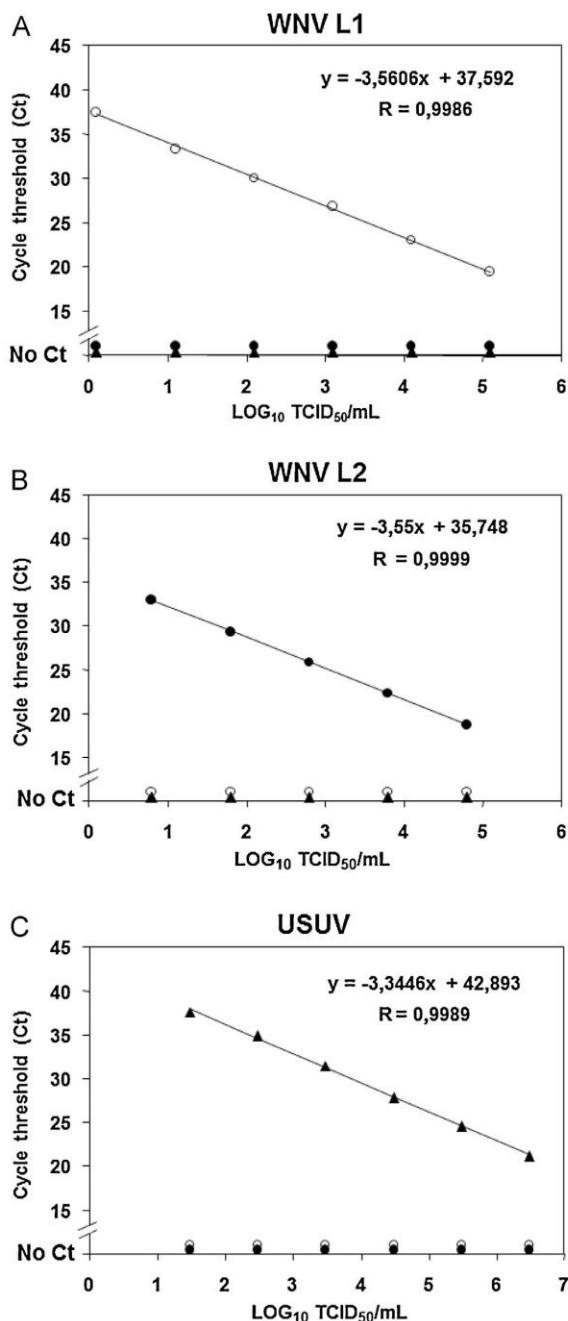 A
WNV L1
45
40
35
30
25
20
15
No Ct
Cycle threshold (Ct)
y = -3,5606x + 37,592
R = 0,9986
0 1 2 3 4 5 6
LOG₁₀ TCID₅₀/mL
B
WNV L2
45
40
35
30
25
20
15
No Ct
Cycle threshold (Ct)
y = -3,55x + 35,748
R = 0,9999
0 1 2 3 4 5 6
LOG₁₀ TCID₅₀/mL
C
USUV
45
40
35
30
25
20
15
No Ct
Cycle threshold (Ct)
y = -3,3446x + 42,893
R = 0,9989
0 1 2 3 4 5 6 7
LOG₁₀ TCID₅₀/mL